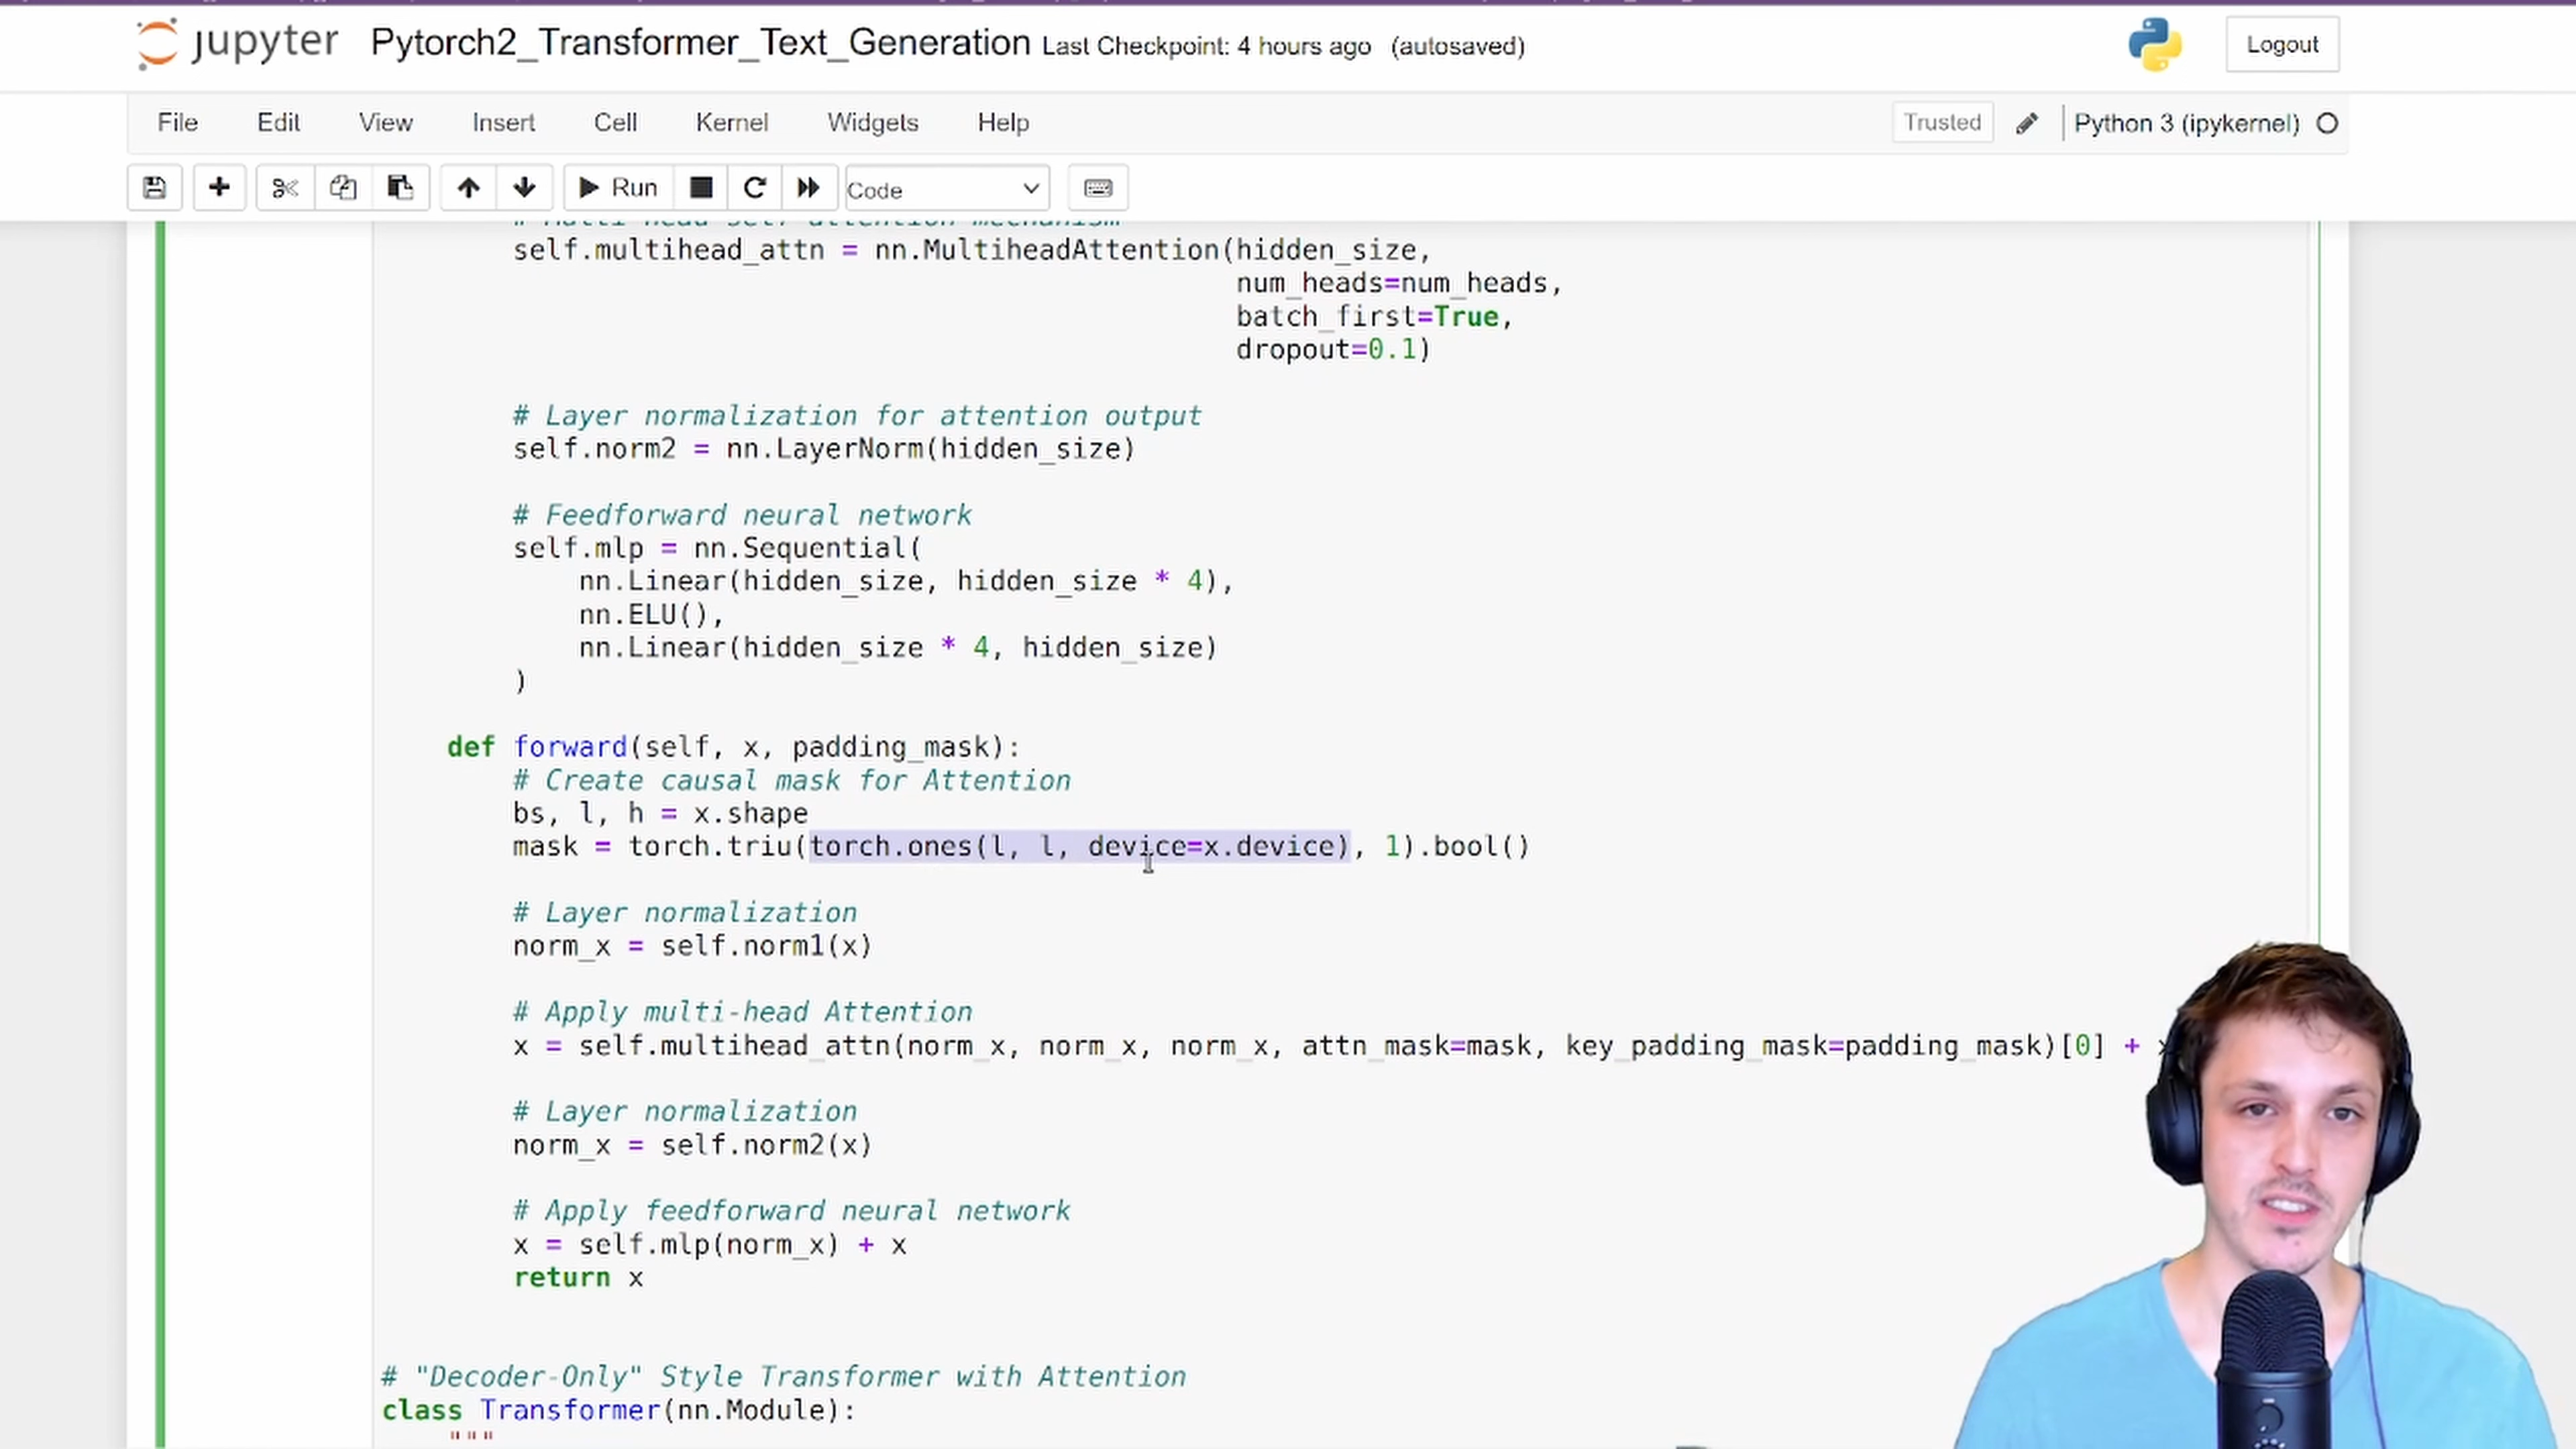 jupyter Pytorch2_Transformer_Text_Generation Last Checkpoint: 4 hours ago (autosaved) Logout
File Edit View Insert Cell Kernel Widgets Help Trusted Python 3 (ipykernel)
Run Code
# Multi-head self-attention mechanism
self.multihead_attn = nn.MultiheadAttention(hidden_size,
num_heads=num_heads,
batch_first=True,
dropout=0.1)
# Layer normalization for attention output
self.norm2 = nn.LayerNorm(hidden_size)
# Feedforward neural network
self.mlp = nn.Sequential(
nn.Linear(hidden_size, hidden_size * 4),
nn.ELU(),
nn.Linear(hidden_size * 4, hidden_size)
)
def forward(self, x, padding_mask):
# Create causal mask for Attention
bs, l, h = x.shape
mask = torch.triu(torch.ones(l, l, device=x.device), 1).bool()
# Layer normalization
norm_x = self.norm1(x)
# Apply multi-head Attention
x = self.multihead_attn(norm_x, norm_x, norm_x, attn_mask=mask, key_padding_mask=padding_mask)[0] +
# Layer normalization
norm_x = self.norm2(x)
# Apply feedforward neural network
x = self.mlp(norm_x) + x
return x
# "Decoder-Only" Style Transformer with Attention
class Transformer(nn.Module):
"""